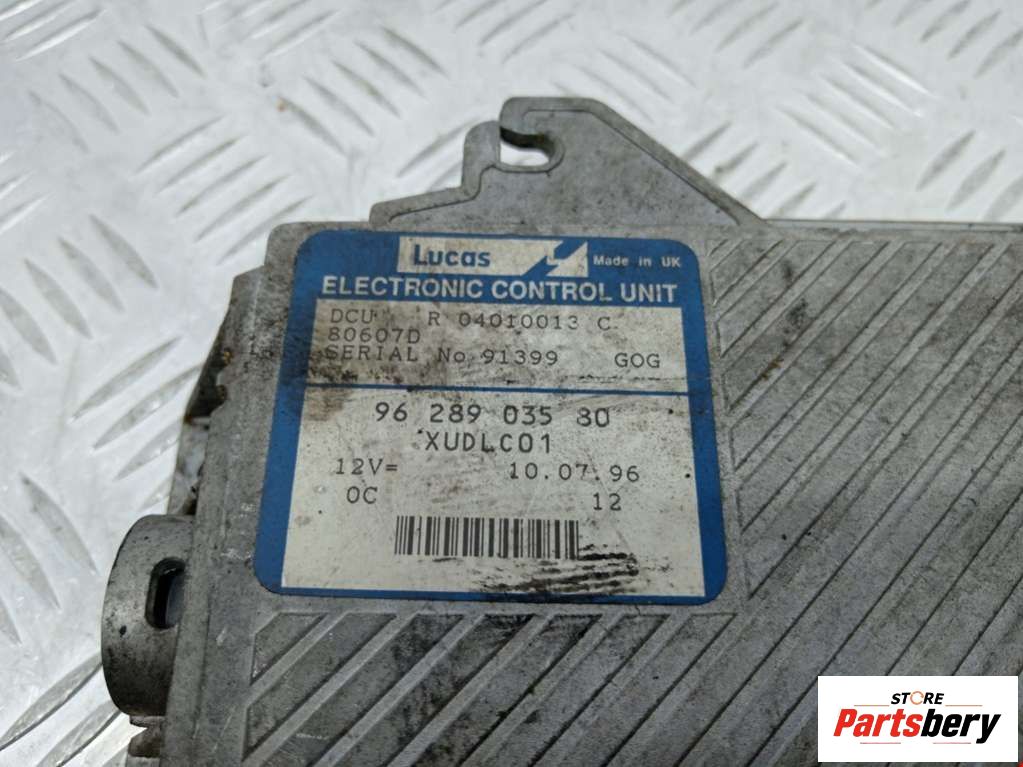 Lucas Made in UK
ELECTRONIC CONTROL UNIT
DCU R 04010013 C
80607D
SERIAL No 91399 GOG
96 289 035 80
XUDLC01
12V= 10.07.96
0C 12
STORE
Partsbery